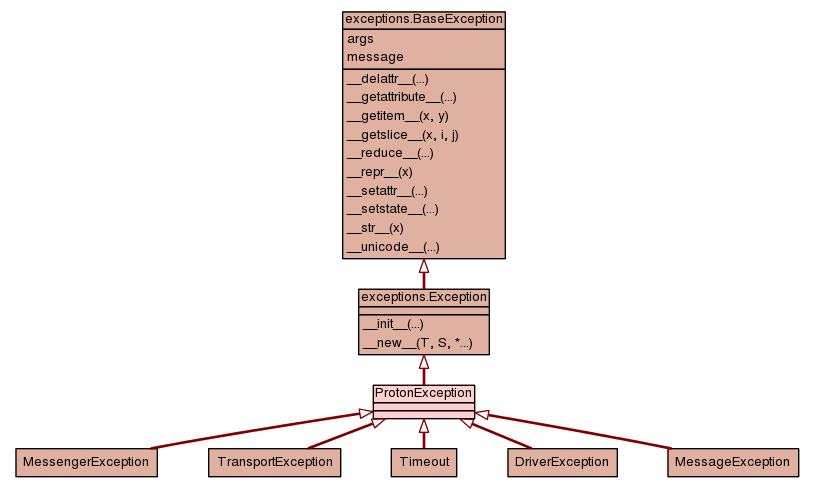 exceptions.BaseException
args
message
__delattr__(...)
__getattribute__(...)
__getitem__(x, y)
__getslice__(x, i, j)
__reduce__(...)
__repr__(x)
__setattr__(...)
__setstate__(...)
__str__(x)
__unicode__(...)
exceptions.Exception
__init__(...)
__new__(T, S, *...)
ProtonException
MessengerException
TransportException
Timeout
DriverException
MessageException